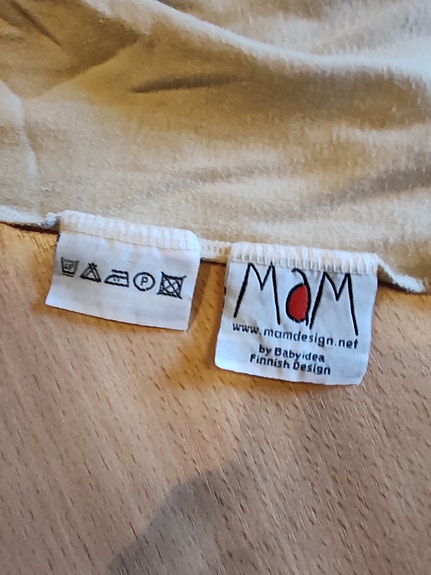 P
MaM
www.mamdesign.net
by Babyidea
Finnish Design